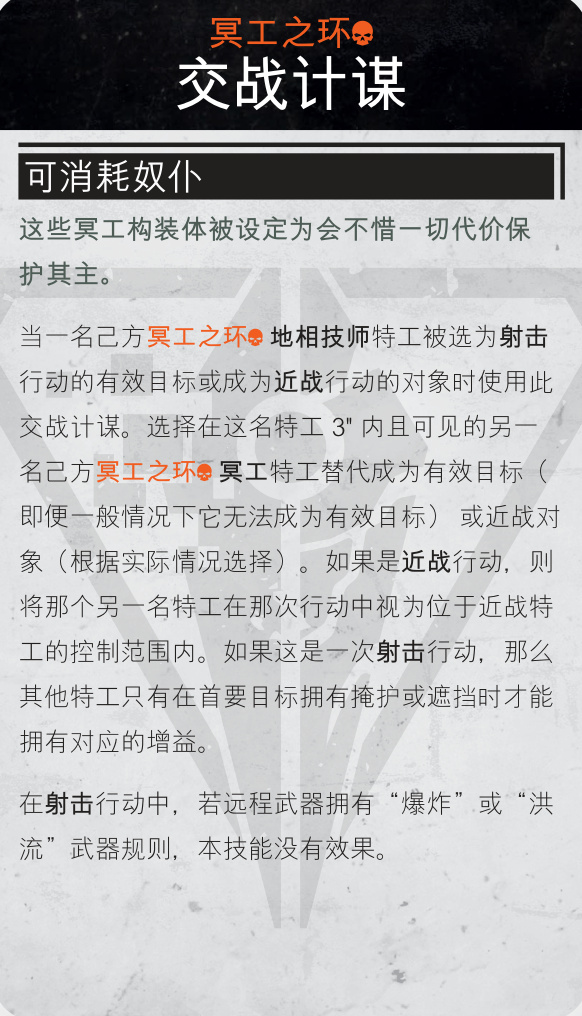 冥工之环
交战计谋
可消耗奴仆
这些冥工构装体被设定为会不惜一切代价保
护其主。
当一名己方冥工之环 地相技师特工被选为射击
行动的有效目标或成为近战行动的对象时使用此
交战计谋。选择在这名特工 3" 内且可见的另一
名己方冥工之环 冥工特工替代成为有效目标（
即便一般情况下它无法成为有效目标） 或近战对
象（根据实际情况选择）。如果是近战行动，则
将那个另一名特工在那次行动中视为位于近战特
工的控制范围内。如果这是一次射击行动，那么
其他特工只有在首要目标拥有掩护或遮挡时才能
拥有对应的增益。
在射击行动中，若远程武器拥有“爆炸”或“洪
流”武器规则，本技能没有效果。